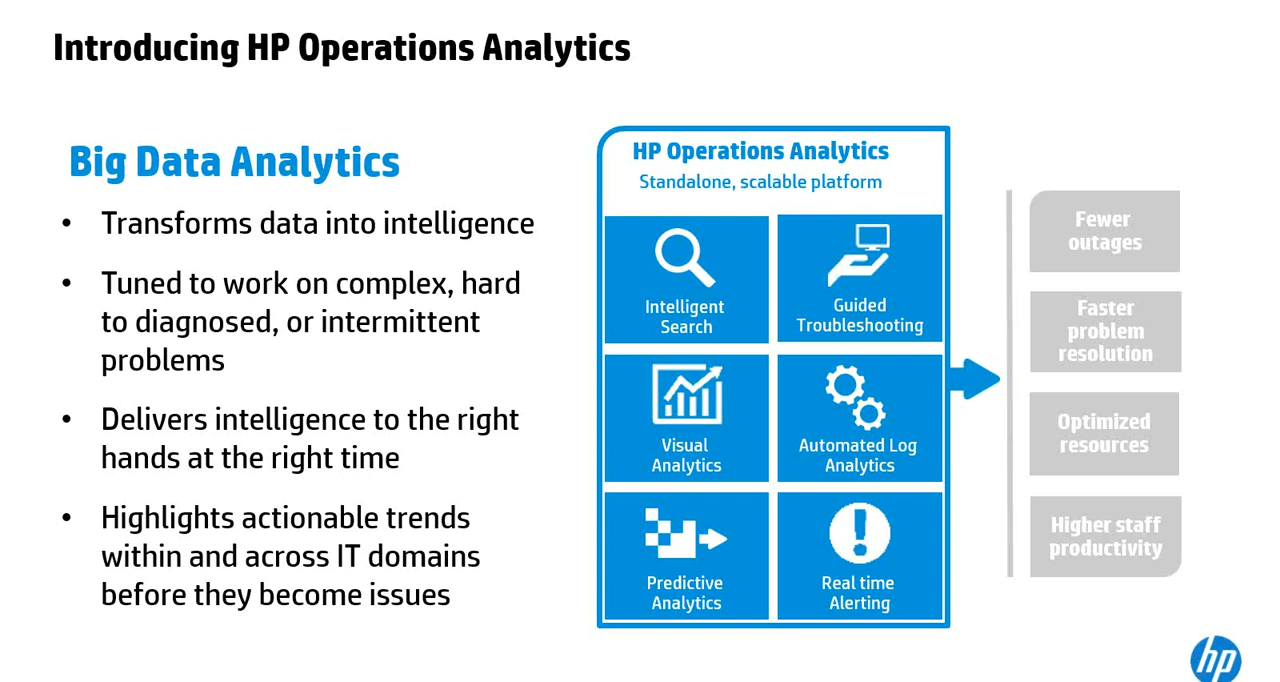 Introducing HP Operations Analytics
Big Data Analytics
• Transforms data into intelligence
• Tuned to work on complex, hard
to diagnosed, or intermittent
problems
• Delivers intelligence to the right
hands at the right time
• Highlights actionable trends
within and across IT domains
before they become issues
HP Operations Analytics
Standalone, scalable platform
Intelligent
Search
Guided
Troubleshooting
Visual
Analytics
Automated Log
Analytics
Predictive
Analytics
Real time
Alerting
Fewer
outages
Faster
problem
resolution
Optimized
resources
Higher staff
productivity
hp